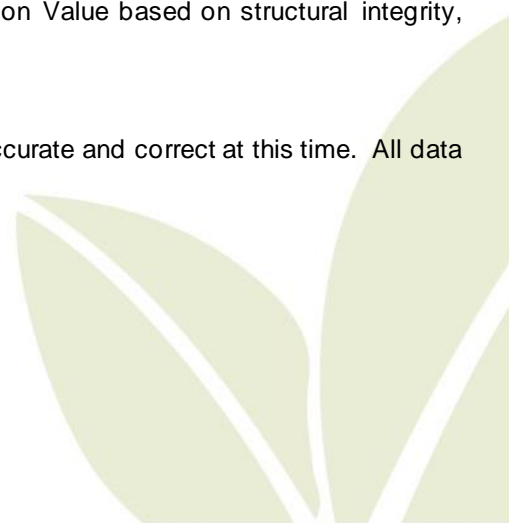 on Value based on structural integrity,
ccurate and correct at this time. All data